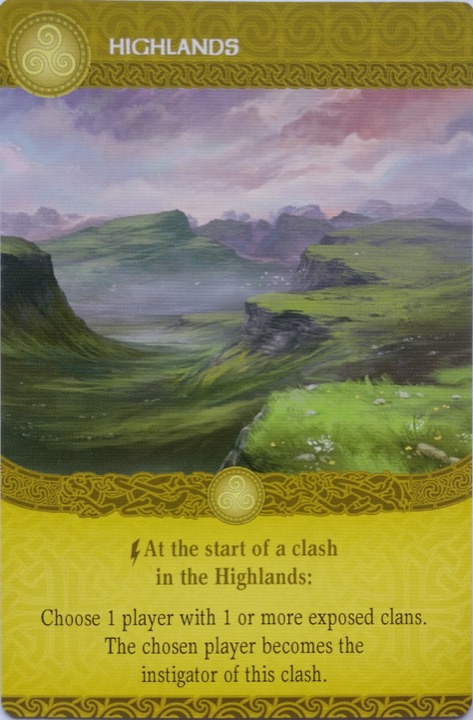 HIGHLANDS
At the start of a clash
in the Highlands:
Choose 1 player with 1 or more exposed clans.
The chosen player becomes the
instigator of this clash.